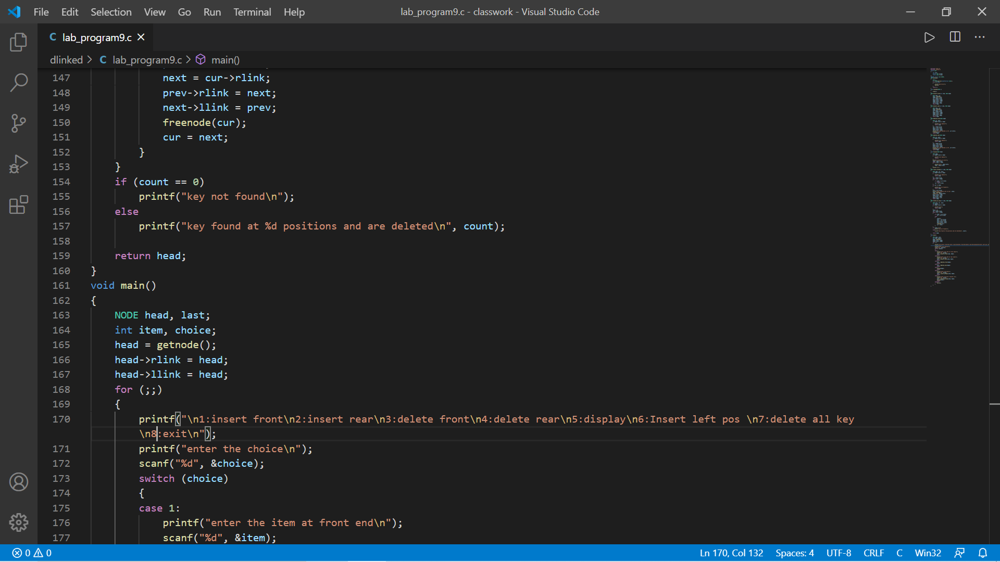 File Edit Selection View Go Run Terminal Help lab_program9.c - classwork - Visual Studio Code
C lab_program9.c
dlinked > C lab_program9.c > main()
147 next = cur->rlink;
148 prev->rlink = next;
149 next->llink = prev;
150 freenode(cur);
151 cur = next;
152 }
153 }
154 if (count == 0)
155 printf("key not found\n");
156 else
157 printf("key found at %d positions and are deleted\n", count);
158
159 return head;
160 }
161 void main()
162 {
163 NODE head, last;
164 int item, choice;
165 head = getnode();
166 head->rlink = head;
167 head->llink = head;
168 for (;;)
169 {
170 printf("\n1:insert front\n2:insert rear\n3:delete front\n4:delete rear\n5:display\n6:Insert left pos \n7:delete all key
\n8:exit\n");
171 printf("enter the choice\n");
172 scanf("%d", &choice);
173 switch (choice)
174 {
175 case 1:
176 printf("enter the item at front end\n");
177 scanf("%d", &item);
0 0 Ln 170, Col 132 Spaces: 4 UTF-8 CRLF C Win32